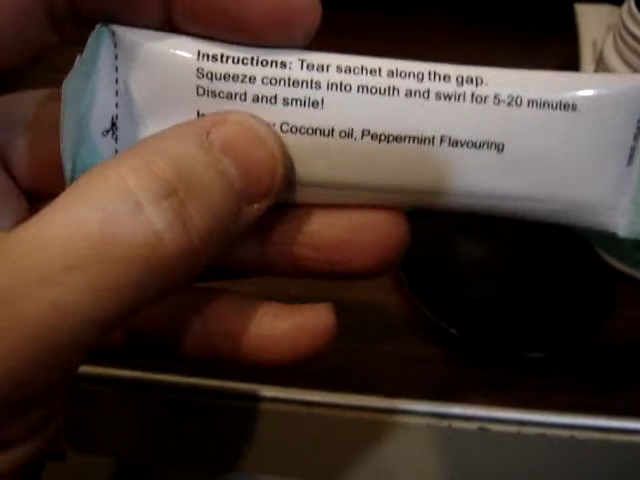 Instructions: Tear sachet along the gap.
Squeeze contents into mouth and swirl for 5-20 minutes.
Discard and smile!
Coconut oil, Peppermint Flavouring